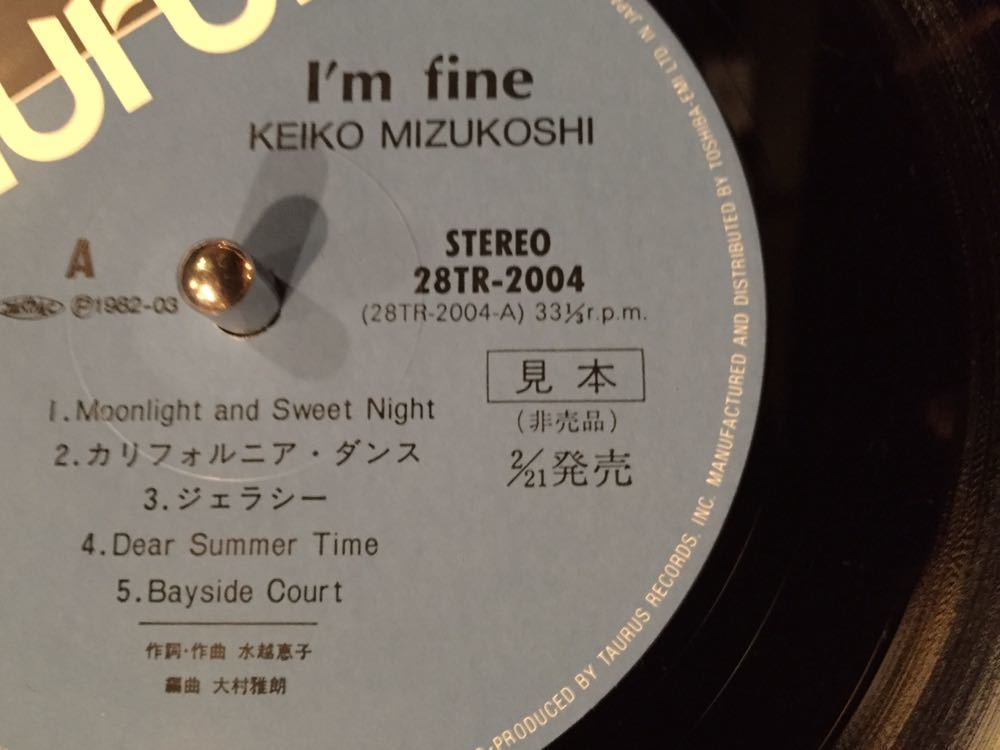 I'm fine
KEIKO MIZUKOSHI
A
STEREO
28TR-2004
(28TR-2004-A) 33⅓r.p.m.
Ⓟ1982-03
見本
(非売品)
2/21発売
1.Moonlight and Sweet Night
2.カリフォルニア・ダンス
3.ジェラシー
4.Dear Summer Time
5.Bayside Court
作詞・作曲 水越恵子
編曲 大村雅朗
PRODUCED BY TAURUS RECORDS, INC. MANUFACTURED AND DISTRIBUTED BY TOSHIBA-EMI LTD IN JAPA